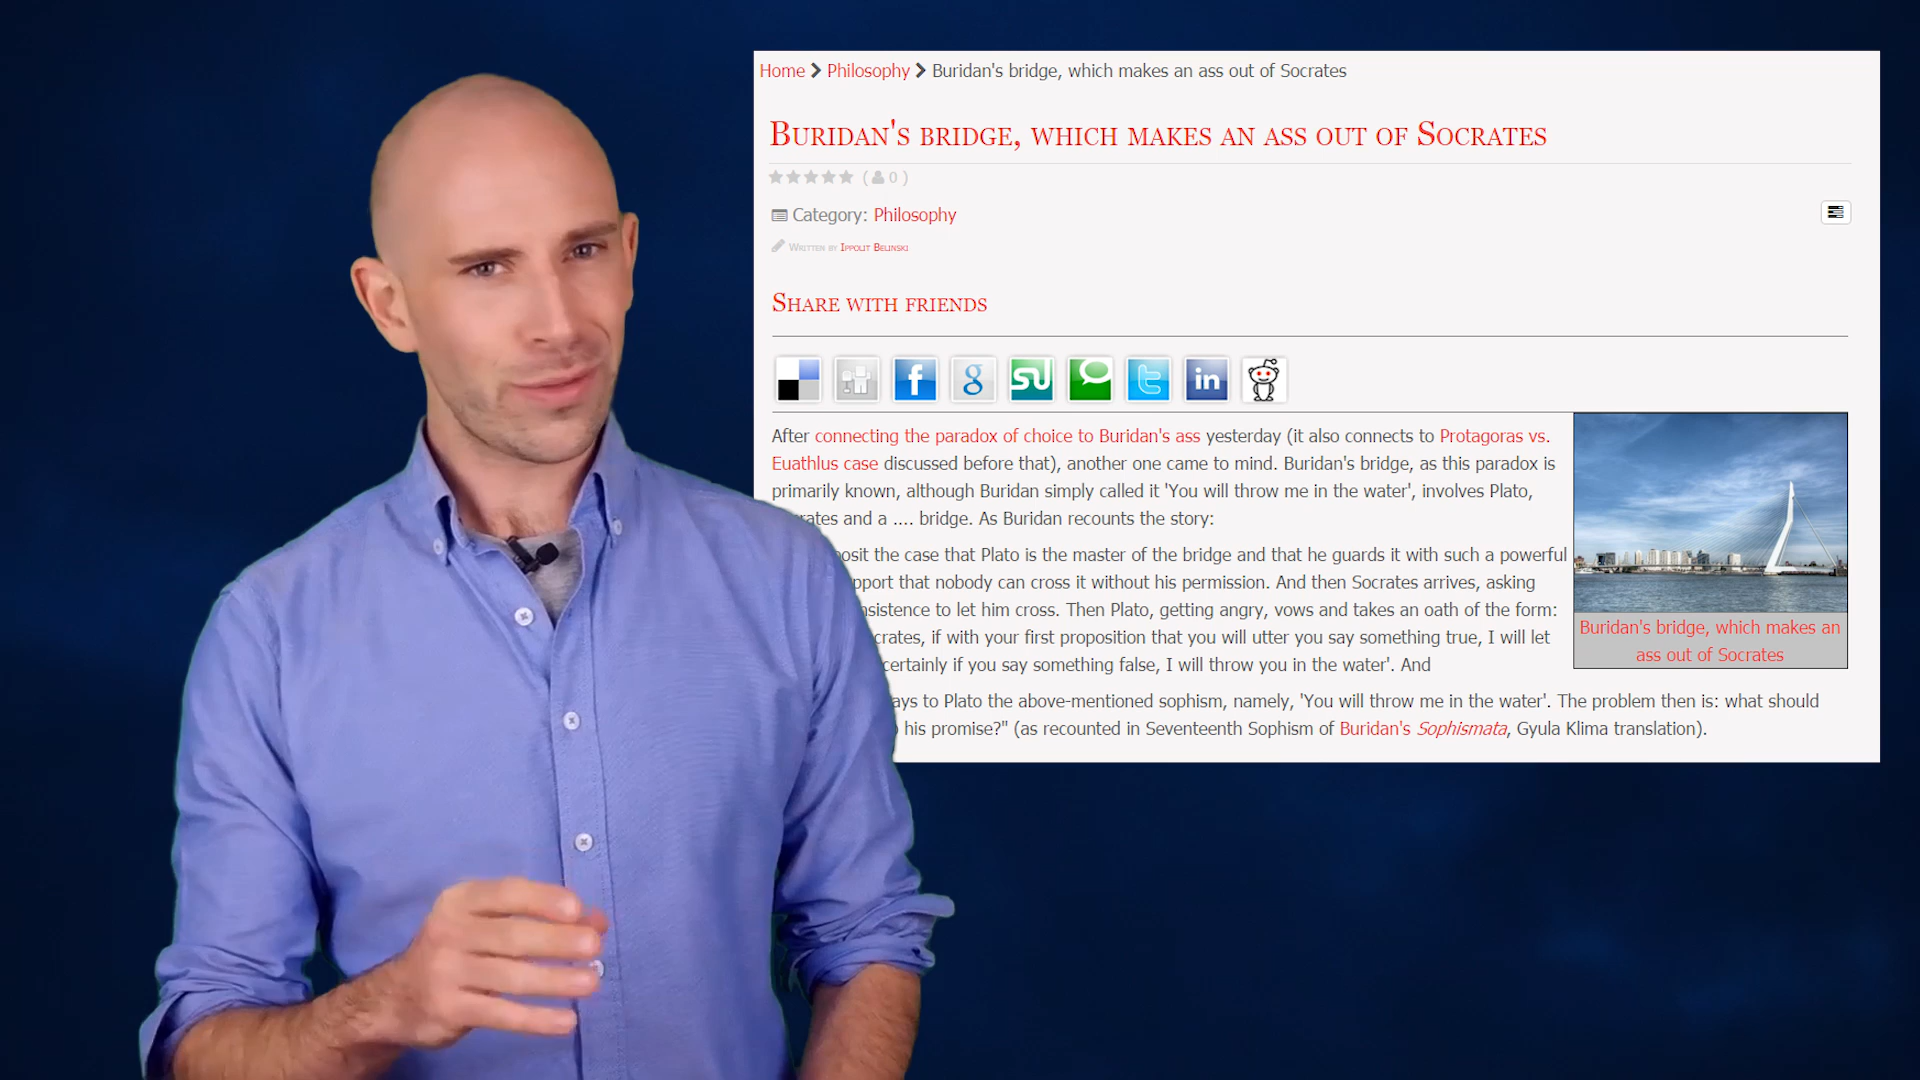 Home Philosophy Buridan's bridge, which makes an ass out of Socrates
Buridan's bridge, which makes an ass out of Socrates
( 0 )
Category: Philosophy
Written by Ippolit Belinski
Share with friends
f g SU t in
After connecting the paradox of choice to Buridan's ass yesterday (it also connects to Protagoras vs.
Euathlus case discussed before that), another one came to mind. Buridan's bridge, as this paradox is
primarily known, although Buridan simply called it 'You will throw me in the water', involves Plato,
and a .... bridge. As Buridan recounts the story:
the case that Plato is the master of the bridge and that he guards it with such a powerful
that nobody can cross it without his permission. And then Socrates arrives, asking
to let him cross. Then Plato, getting angry, vows and takes an oath of the form:
if with your first proposition that you will utter you say something true, I will let
certainly if you say something false, I will throw you in the water'. And
to Plato the above-mentioned sophism, namely, 'You will throw me in the water'. The problem then is: what should
his promise?" (as recounted in Seventeenth Sophism of Buridan's Sophismata, Gyula Klima translation).
Buridan's bridge, which makes an
ass out of Socrates